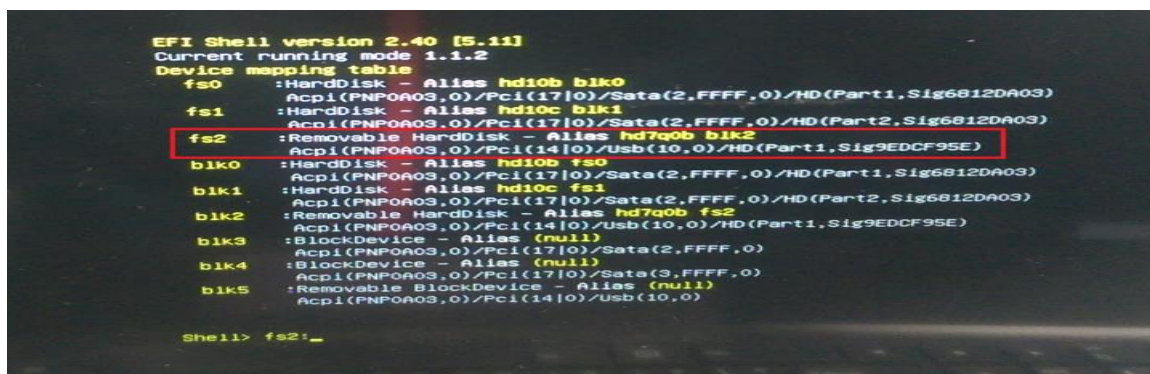 EFI Shell version 2.40 [5.11]
Current running mode 1.1.2
Device mapping table
fs0 :HardDisk - Alias hd10b blk0
Acpi(PNP0A03,0)/Pci(17|0)/Sata(2,FFFF,0)/HD(Part1,Sig6812DA03)
fs1 :HardDisk - Alias hd10c blk1
Acpi(PNP0A03,0)/Pci(17|0)/Sata(2,FFFF,0)/HD(Part2,Sig6812DA03)
fs2 :Removable HardDisk - Alias hd7q0b blk2
Acpi(PNP0A03,0)/Pci(14|0)/Usb(10,0)/HD(Part1,Sig9EDCF95E)
blk0 :HardDisk - Alias hd10b fs0
Acpi(PNP0A03,0)/Pci(17|0)/Sata(2,FFFF,0)/HD(Part1,Sig6812DA03)
blk1 :HardDisk - Alias hd10c fs1
Acpi(PNP0A03,0)/Pci(17|0)/Sata(2,FFFF,0)/HD(Part2,Sig6812DA03)
blk2 :Removable HardDisk - Alias hd7q0b fs2
Acpi(PNP0A03,0)/Pci(14|0)/Usb(10,0)/HD(Part1,Sig9EDCF95E)
blk3 :BlockDevice - Alias (null)
Acpi(PNP0A03,0)/Pci(17|0)/Sata(2,FFFF,0)
blk4 :BlockDevice - Alias (null)
Acpi(PNP0A03,0)/Pci(17|0)/Sata(3,FFFF,0)
blk5 :Removable BlockDevice - Alias (null)
Acpi(PNP0A03,0)/Pci(14|0)/Usb(10,0)
Shell> fs2:_